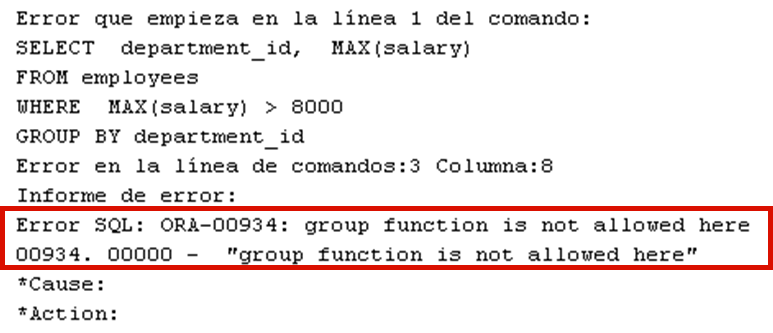 Error que empieza en la línea 1 del comando:
SELECT department_id, MAX(salary)
FROM employees
WHERE MAX(salary) > 8000
GROUP BY department_id
Error en la línea de comandos:3 Columna:8
Informe de error:
Error SQL: ORA-00934: group function is not allowed here
00934. 00000 - "group function is not allowed here"
*Cause:
*Action: